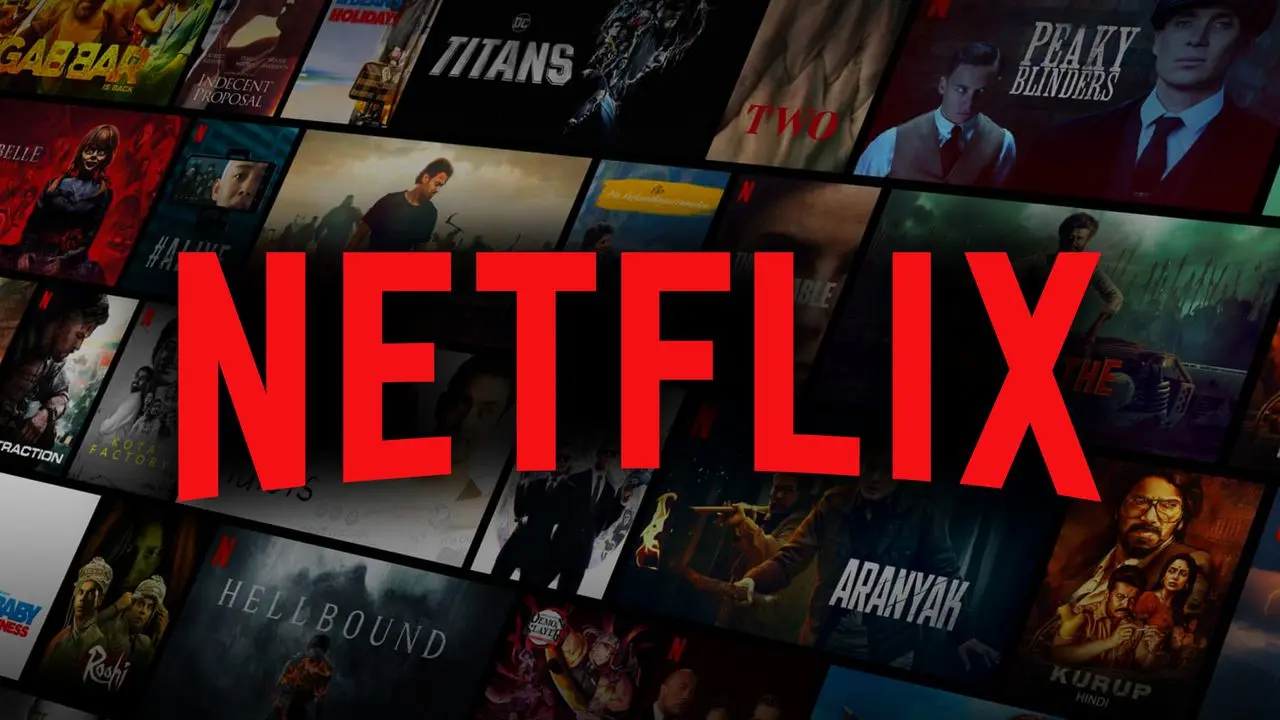 GABBAR
IS BACK
INDECENT
PROPOSAL
HOLIDAY
DC
TITANS
TWO
PEAKY
BLINDERS
BELLE
#ALIVE
IBLE
NETFLIX
THE
TRACTION
KOTA
FACTORY
BABY
NESS
Roohi
HELLBOUND
DEMON
SLAYER
ARANYAK
KURUP
HINDI